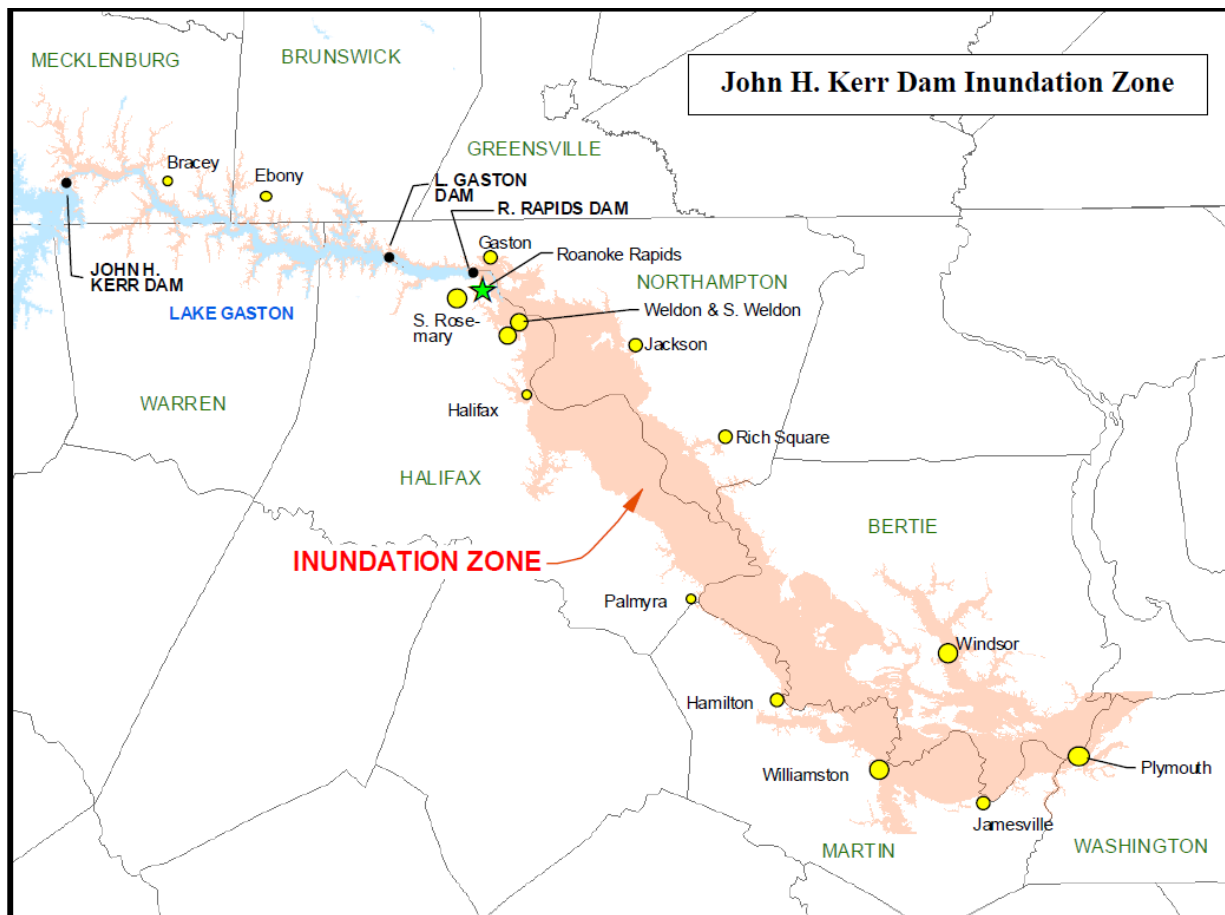 MECKLENBURG
BRUNSWICK
John H. Kerr Dam Inundation Zone
GREENSVILLE
Bracey
Ebony
L. GASTON
DAM
R. RAPIDS DAM
Gaston
Roanoke Rapids
JOHN H.
KERR DAM
NORTHAMPTON
LAKE GASTON
S. Rose-
mary
Weldon & S. Weldon
Jackson
WARREN
Halifax
Rich Square
HALIFAX
BERTIE
INUNDATION ZONE
Palmyra
Windsor
Hamilton
Williamston
Plymouth
Jamesville
MARTIN
WASHINGTON